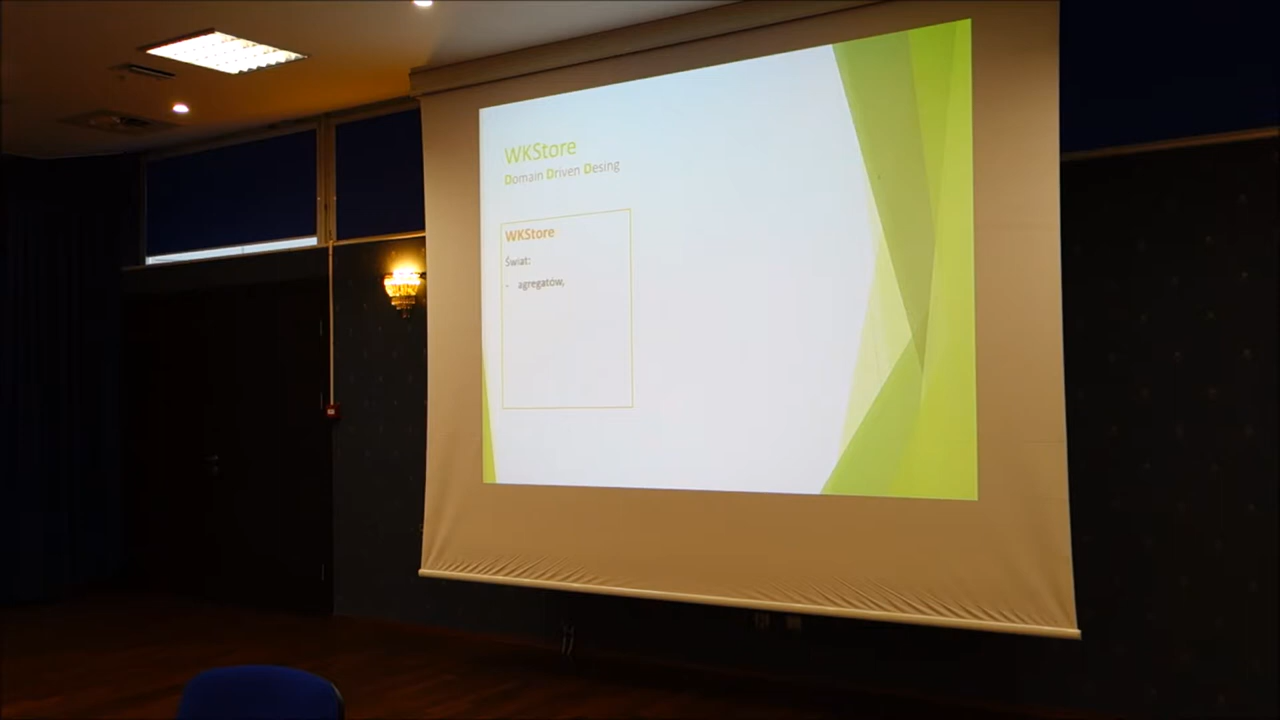 WKStore
Domain Driven Desing
WKStore
Świat:
- agregatów,